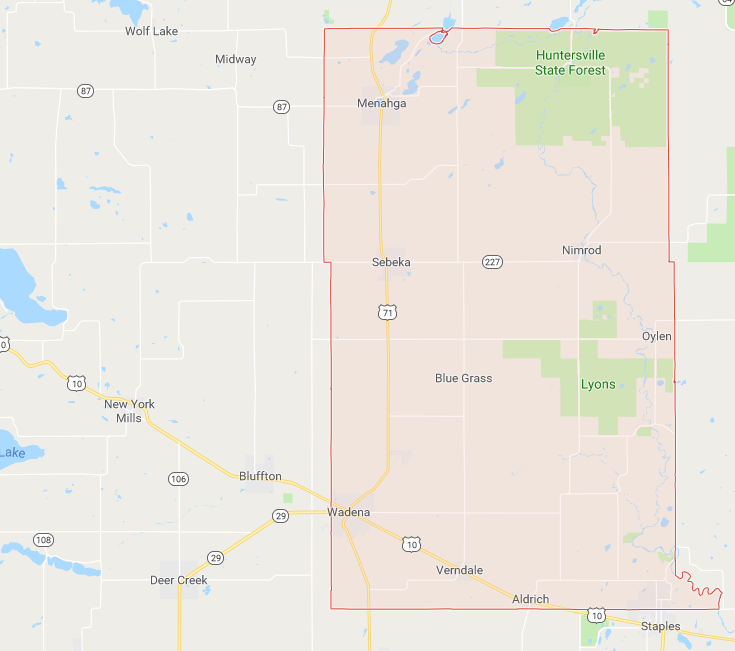 Wolf Lake
Midway
Huntersville
State Forest
87
87
Menahga
Nimrod
Sebeka
227
71
Oylen
10
Blue Grass
Lyons
New York
Mills
Lake
Bluffton
106
Wadena
29
108
10
29
Verndale
Deer Creek
Aldrich
10
Staples